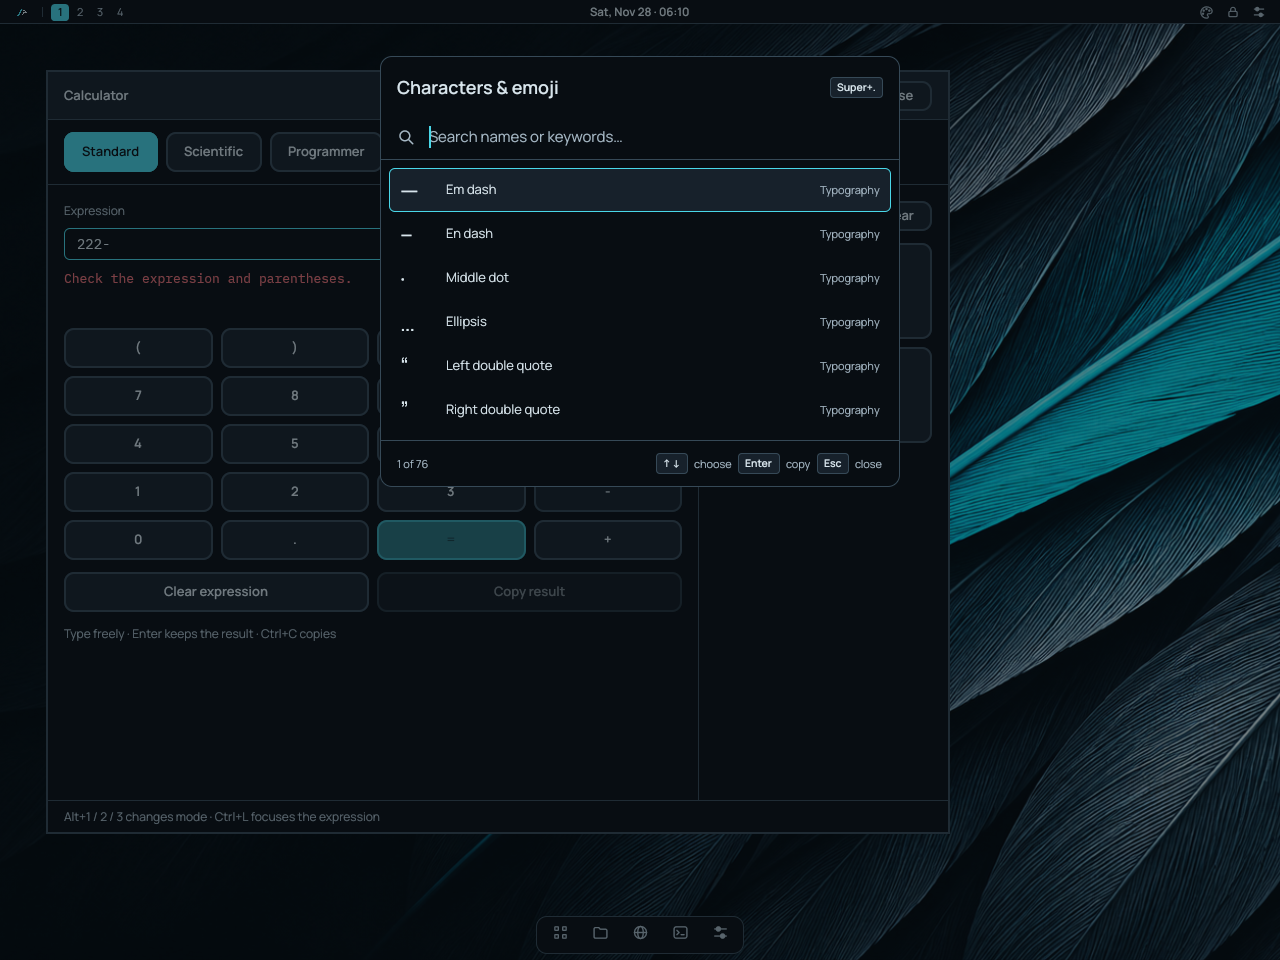 1 2 3 4
Sat, Nov 28 · 06:10
Characters & emoji
Super+.
Search names or keywords...
— Em dash Typography
– En dash Typography
· Middle dot Typography
… Ellipsis Typography
“ Left double quote Typography
” Right double quote Typography
1 of 76
↑↓ choose Enter copy Esc close
Calculator
Standard Scientific Programmer
Expression
222-
Check the expression and parentheses.
( )
7 8
4 5
1 2 3 -
0 . = +
Clear expression Copy result
Type freely · Enter keeps the result · Ctrl+C copies
Alt+1 / 2 / 3 changes mode · Ctrl+L focuses the expression